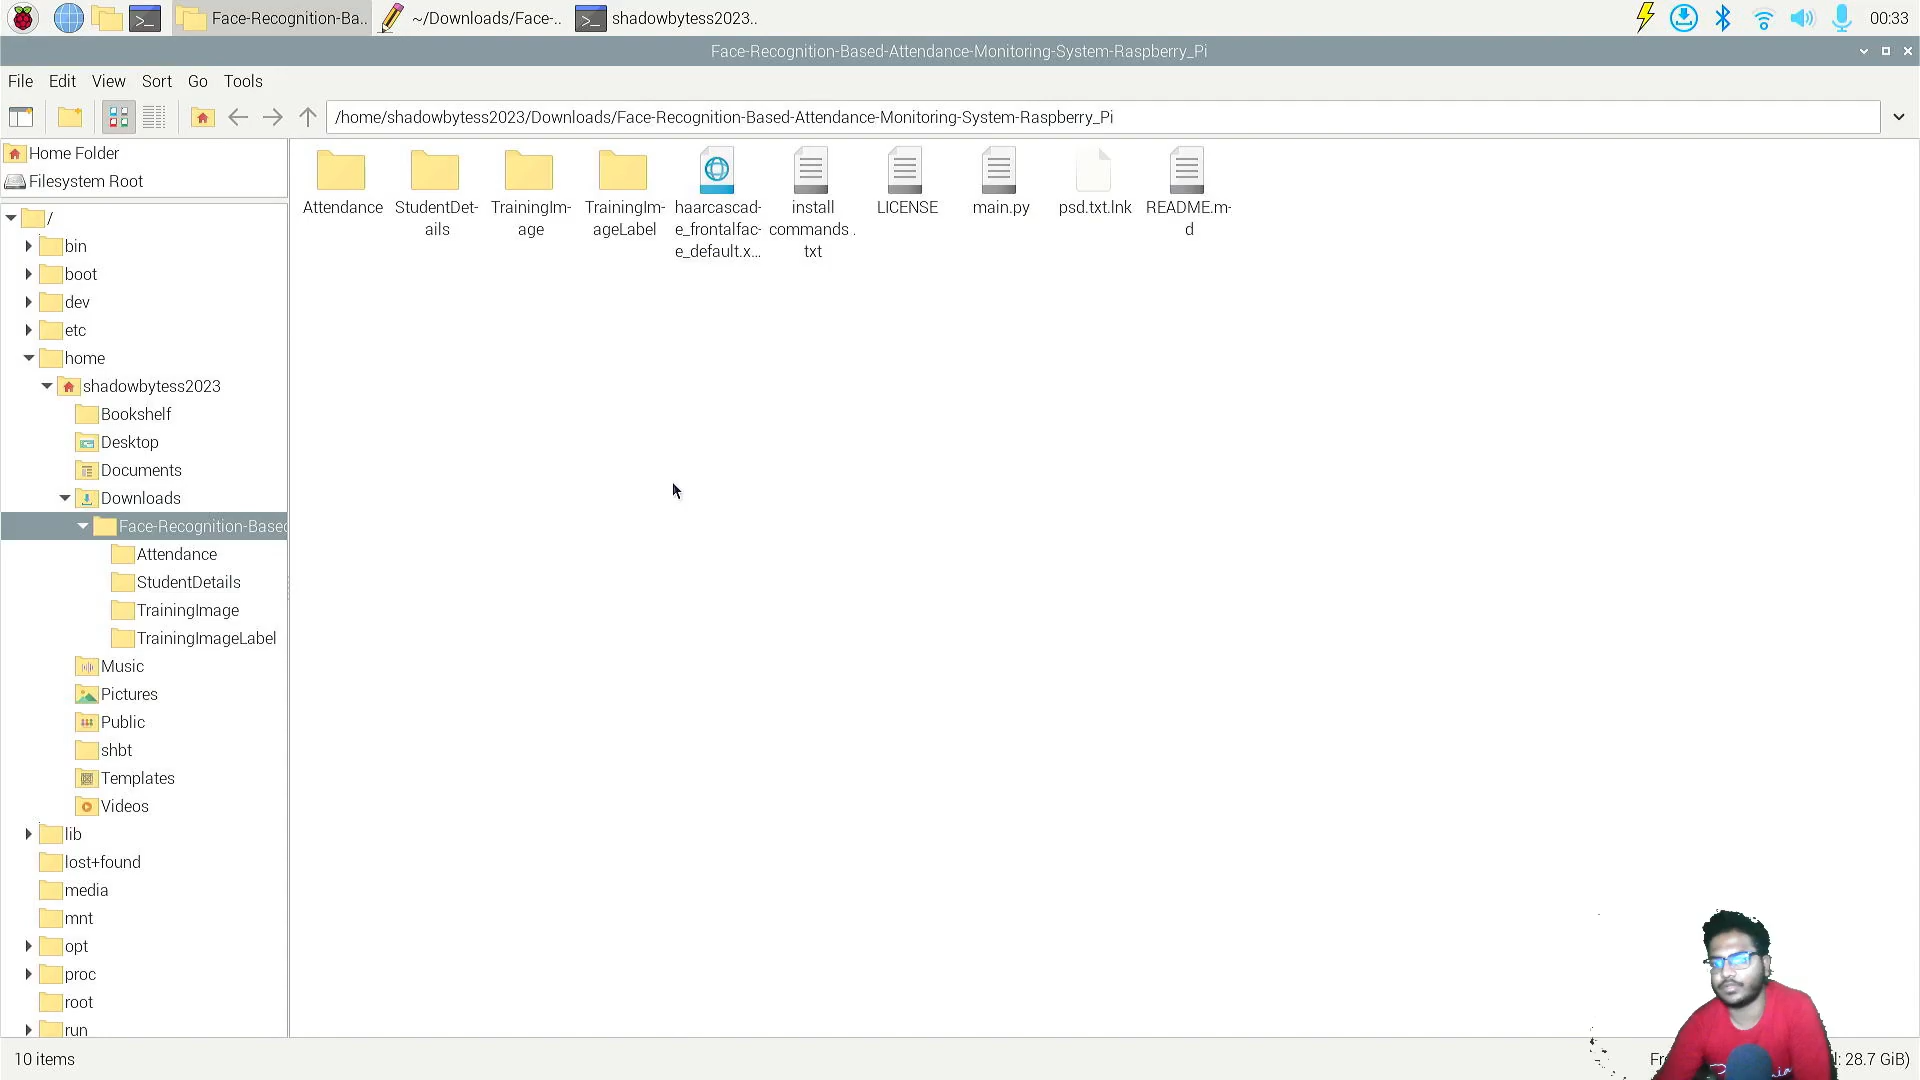 Face-Recognition-Ba..
~/Downloads/Face-..
shadowbytess2023..
00:33
Face-Recognition-Based-Attendance-Monitoring-System-Raspberry_Pi
File Edit View Sort Go Tools
/home/shadowbytess2023/Downloads/Face-Recognition-Based-Attendance-Monitoring-System-Raspberry_Pi
Home Folder
Filesystem Root
/
bin
boot
dev
etc
home
shadowbytess2023
Bookshelf
Desktop
Documents
Downloads
Face-Recognition-Based
Attendance
StudentDetails
TrainingImage
TrainingImageLabel
Music
Pictures
Public
shbt
Templates
Videos
lib
lost+found
media
mnt
opt
proc
root
run
Attendance
StudentDet-
ails
TrainingIm-
age
TrainingIm-
ageLabel
haarcascad-
e_frontalfac-
e_default.x...
install
commands .
txt
LICENSE
main.py
psd.txt.lnk
README.m-
d
10 items
28.7 GiB)